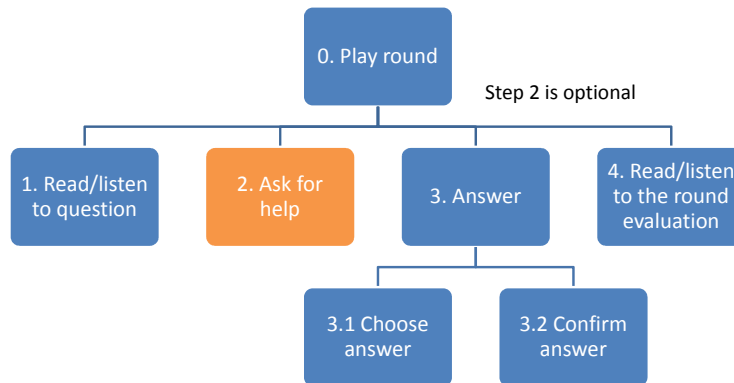 0. Play round
Step 2 is optional
1. Read/listen
to question
2. Ask for
help
3. Answer
4. Read/listen
to the round
evaluation
3.1 Choose
answer
3.2 Confirm
answer